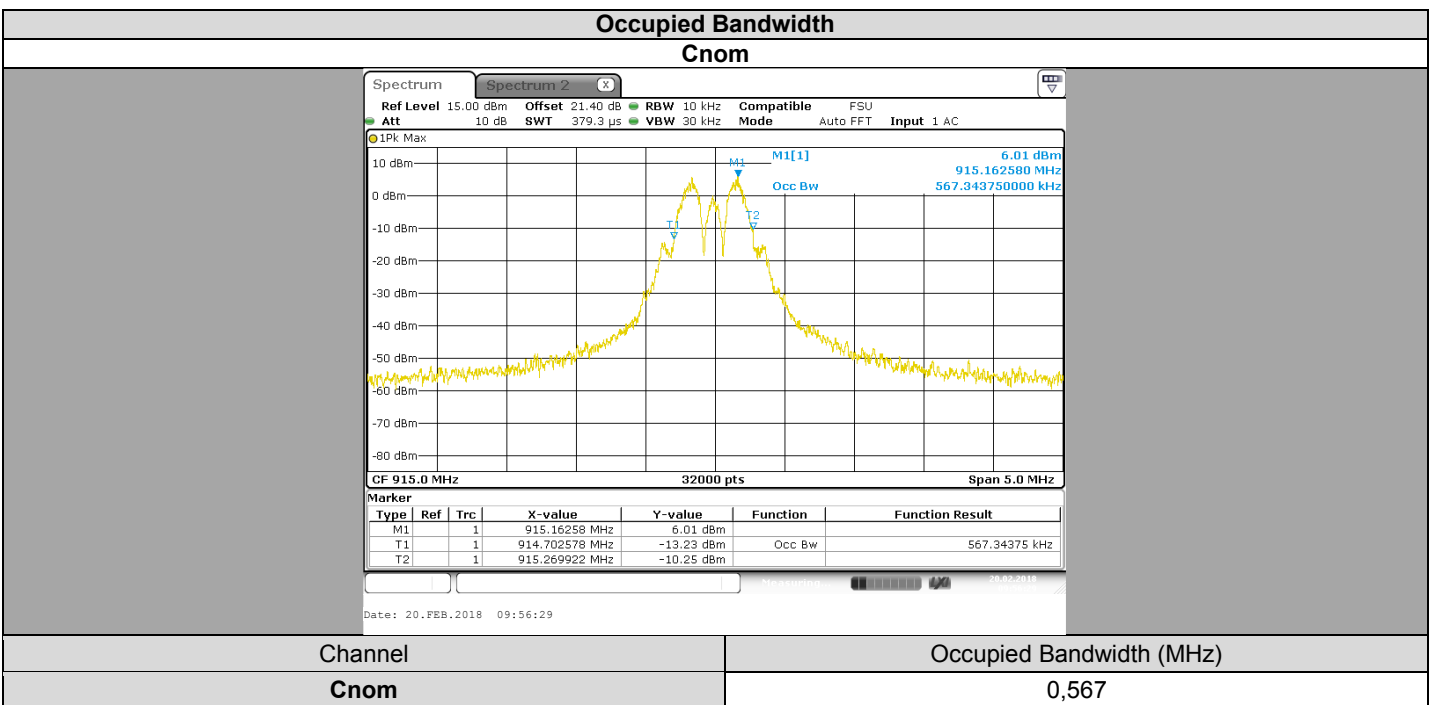 Occupied Bandwidth
Cnom
Spectrum Spectrum 2 X
Ref Level 15.00 dBm Offset 21.40 dB RBW 10 kHz Compatible FSU
Att 10 dB SWT 379.3 µs VBW 30 kHz Mode Auto FFT Input 1 AC
1Pk Max
M1[1] 6.01 dBm
915.162580 MHz
Occ Bw 567.343750000 kHz
10 dBm
M1
0 dBm
T2
-10 dBm
T1
-20 dBm
-30 dBm
-40 dBm
-50 dBm
-60 dBm
-70 dBm
-80 dBm
CF 915.0 MHz 32000 pts Span 5.0 MHz
Marker
Type Ref Trc X-value Y-value Function Function Result
M1 1 915.16258 MHz 6.01 dBm
T1 1 914.702578 MHz -13.23 dBm Occ Bw 567.34375 kHz
T2 1 915.269922 MHz -10.25 dBm
Measuring... 20.02.2018
Date: 20.FEB.2018 09:56:29
Channel Occupied Bandwidth (MHz)
Cnom 0,567